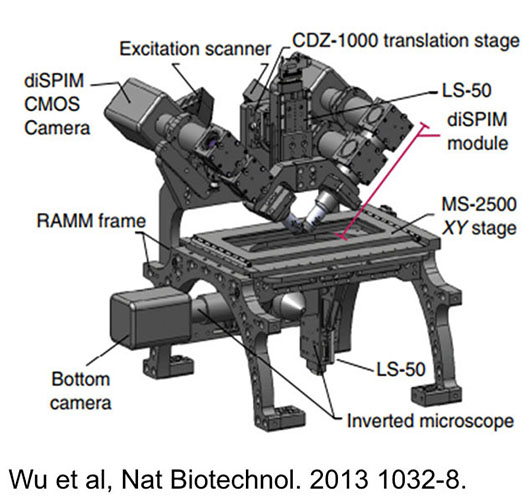 Excitation scanner
CDZ-1000 translation stage
diSPIM
CMOS
Camera
LS-50
diSPIM
module
RAMM frame
MS-2500
XY stage
Bottom
camera
LS-50
Inverted microscope
Wu et al, Nat Biotechnol. 2013 1032-8.